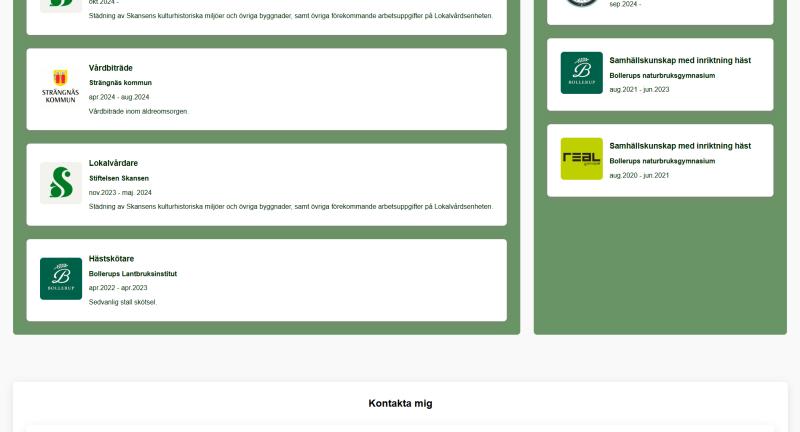 okt.2024 -
Städning av Skansens kulturhistoriska miljöer och övriga byggnader, samt övriga förekommande arbetsuppgifter på Lokalvårdsenheten.
STRÄNGNÄS
KOMMUN
Vårdbiträde
Strängnäs kommun
apr.2024 - aug.2024
Vårdbiträde inom äldreomsorgen.
Lokalvårdare
Stiftelsen Skansen
nov.2023 - maj. 2024
Städning av Skansens kulturhistoriska miljöer och övriga byggnader, samt övriga förekommande arbetsuppgifter på Lokalvårdsenheten.
B
BOLLERUP
Hästskötare
Bollerups Lantbruksinstitut
apr.2022 - apr.2023
Sedvanlig stall skötsel.
sep.2024 -
B
BOLLERUP
Samhällskunskap med inriktning häst
Bollerups naturbruksgymnasium
aug.2021 - jun.2023
REAL
gymnasiet
Samhällskunskap med inriktning häst
Bollerups naturbruksgymnasium
aug.2020 - jun.2021
Kontakta mig